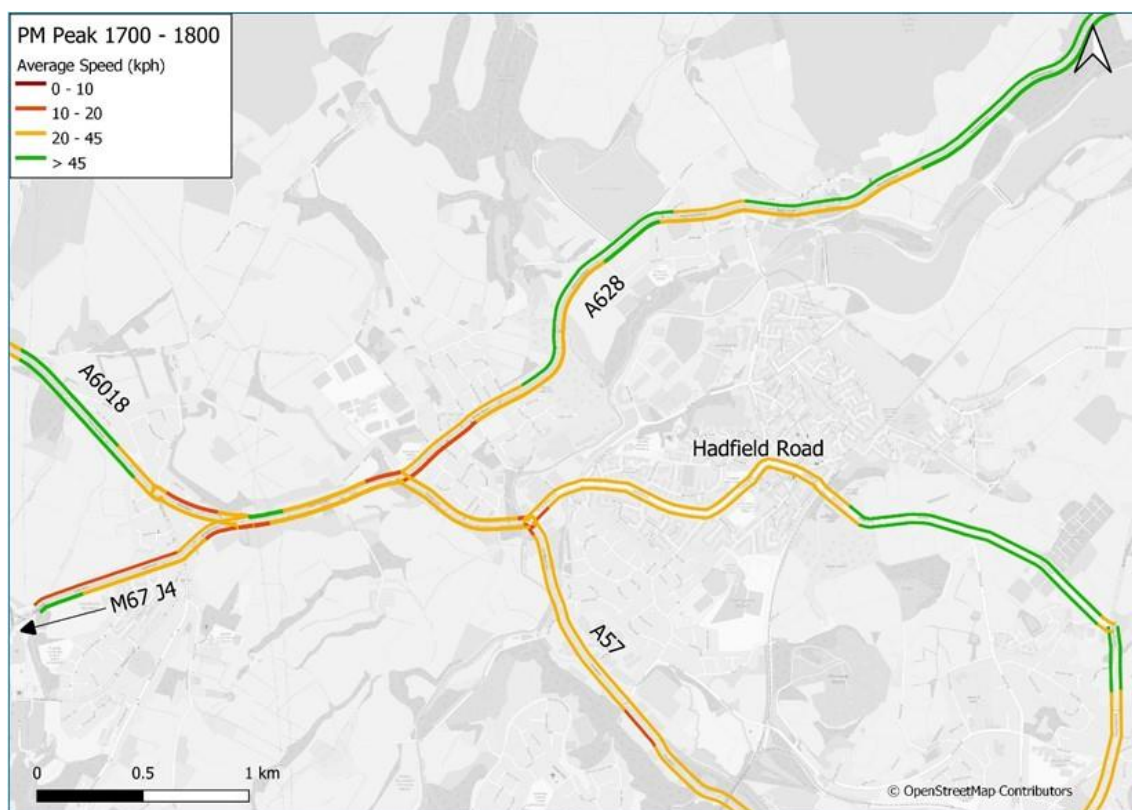 PM Peak 1700 - 1800
Average Speed (kph)
0 - 10
10 - 20
20 - 45
> 45
A628
A6018
Hadfield Road
M67 J4
A57
0 0.5 1 km
© OpenStreetMap Contributors